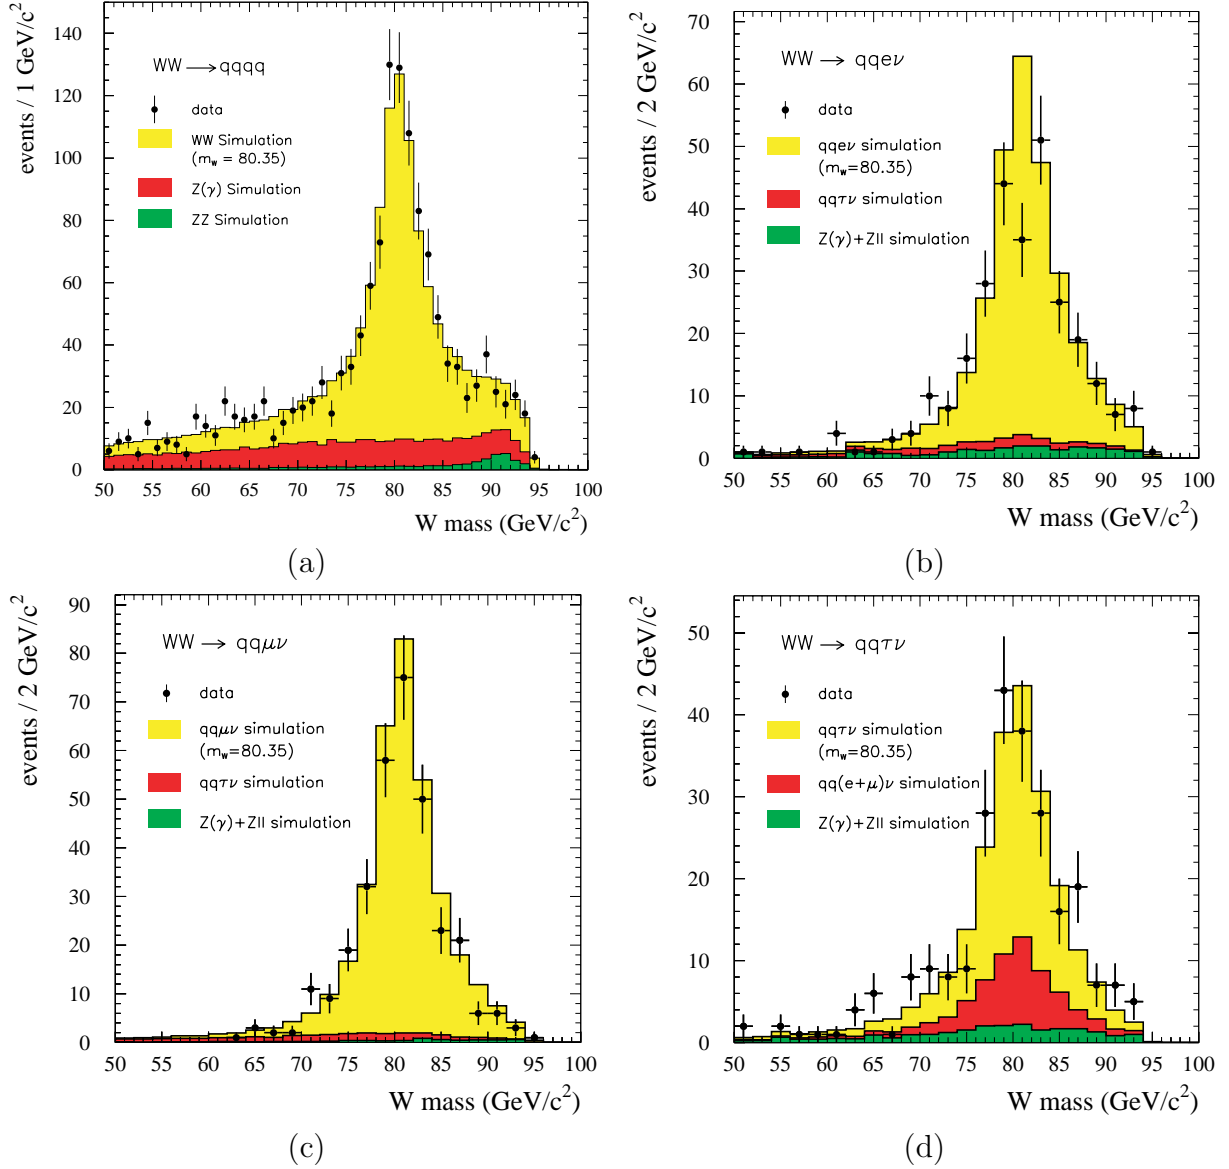 events / 1 GeV/c²
140
120
100
80
60
40
20
0
WW → qqqq
data
WW Simulation
(m_w = 80.35)
Z(γ) Simulation
ZZ Simulation
50 55 60 65 70 75 80 85 90 95 100
W mass (GeV/c²)
(a)
events / 2 GeV/c²
70
60
50
40
30
20
10
0
WW → qqeν
data
qqeν simulation
(m_w=80.35)
qqτν simulation
Z(γ)+Zll simulation
50 55 60 65 70 75 80 85 90 95 100
W mass (GeV/c²)
(b)
events / 2 GeV/c²
90
80
70
60
50
40
30
20
10
0
WW → qqμν
data
qqμν simulation
(m_w=80.35)
qqτν simulation
Z(γ)+Zll simulation
50 55 60 65 70 75 80 85 90 95 100
W mass (GeV/c²)
(c)
events / 2 GeV/c²
50
40
30
20
10
0
WW → qqτν
data
qqτν simulation
(m_w=80.35)
qq(e+μ)ν simulation
Z(γ)+Zll simulation
50 55 60 65 70 75 80 85 90 95 100
W mass (GeV/c²)
(d)